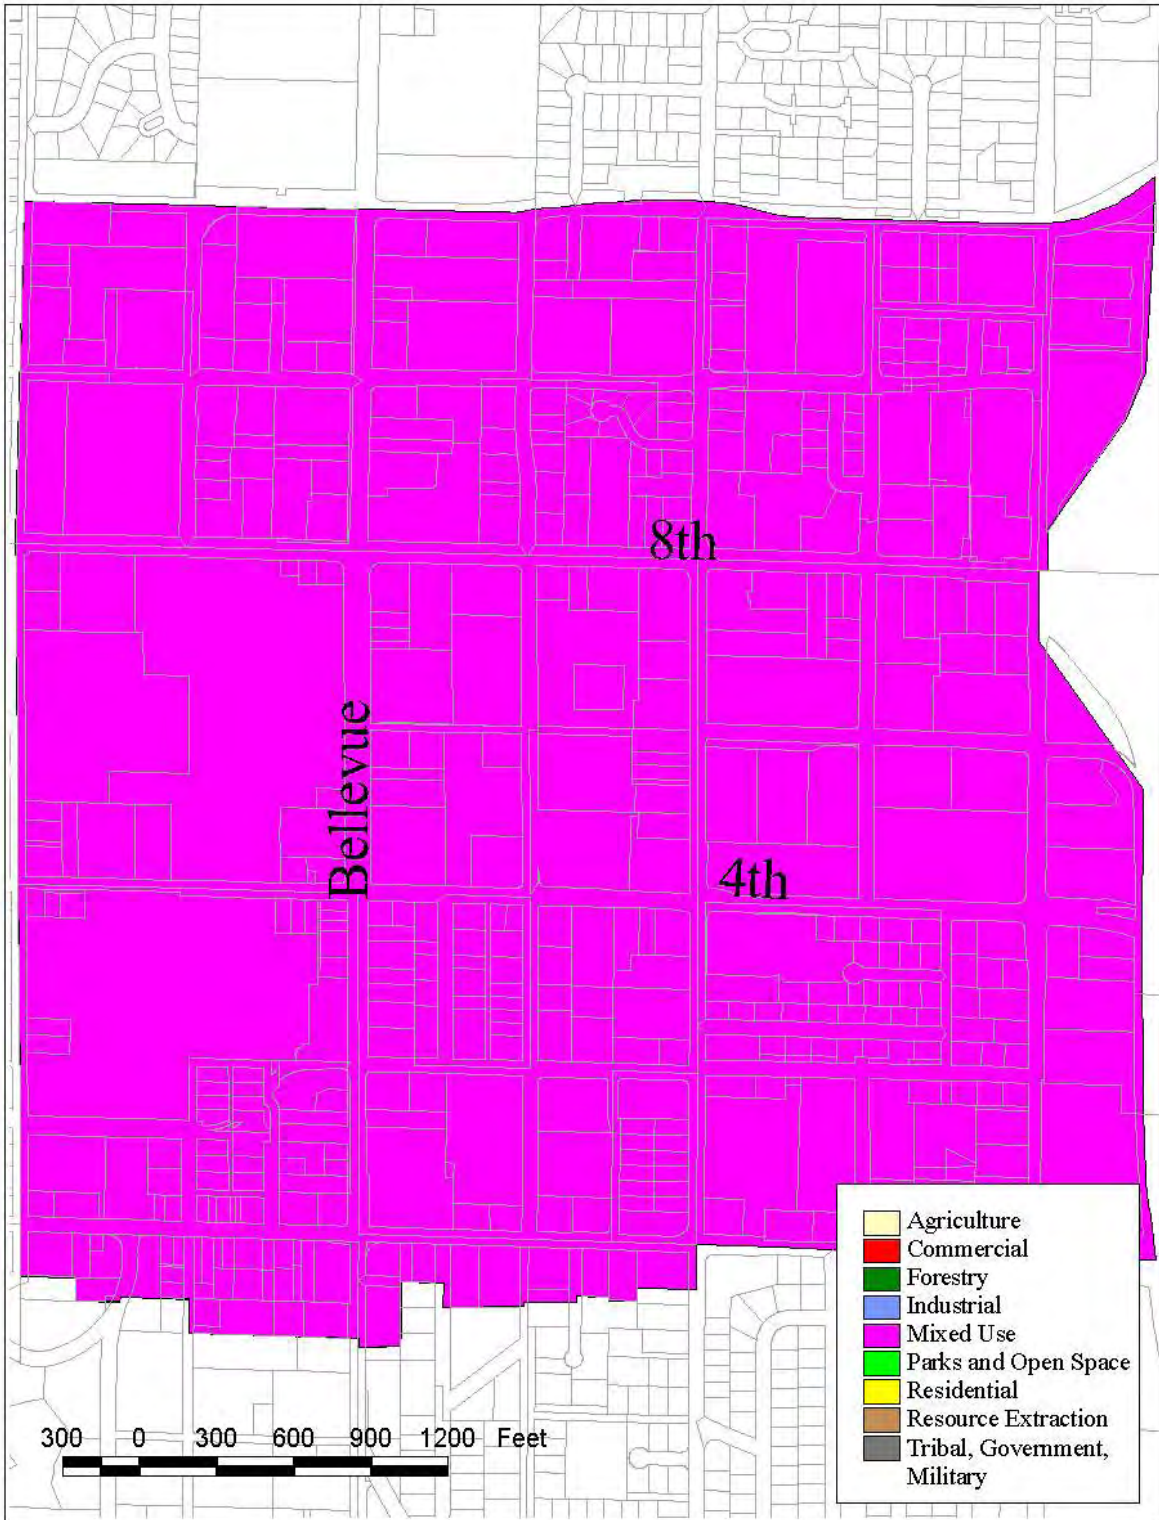 8th
Bellevue
4th
Agriculture
Commercial
Forestry
Industrial
Mixed Use
Parks and Open Space
Residential
Resource Extraction
Tribal, Government,
Military
300 0 300 600 900 1200 Feet